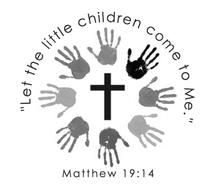 "Let the little children come to Me."
Matthew 19:14